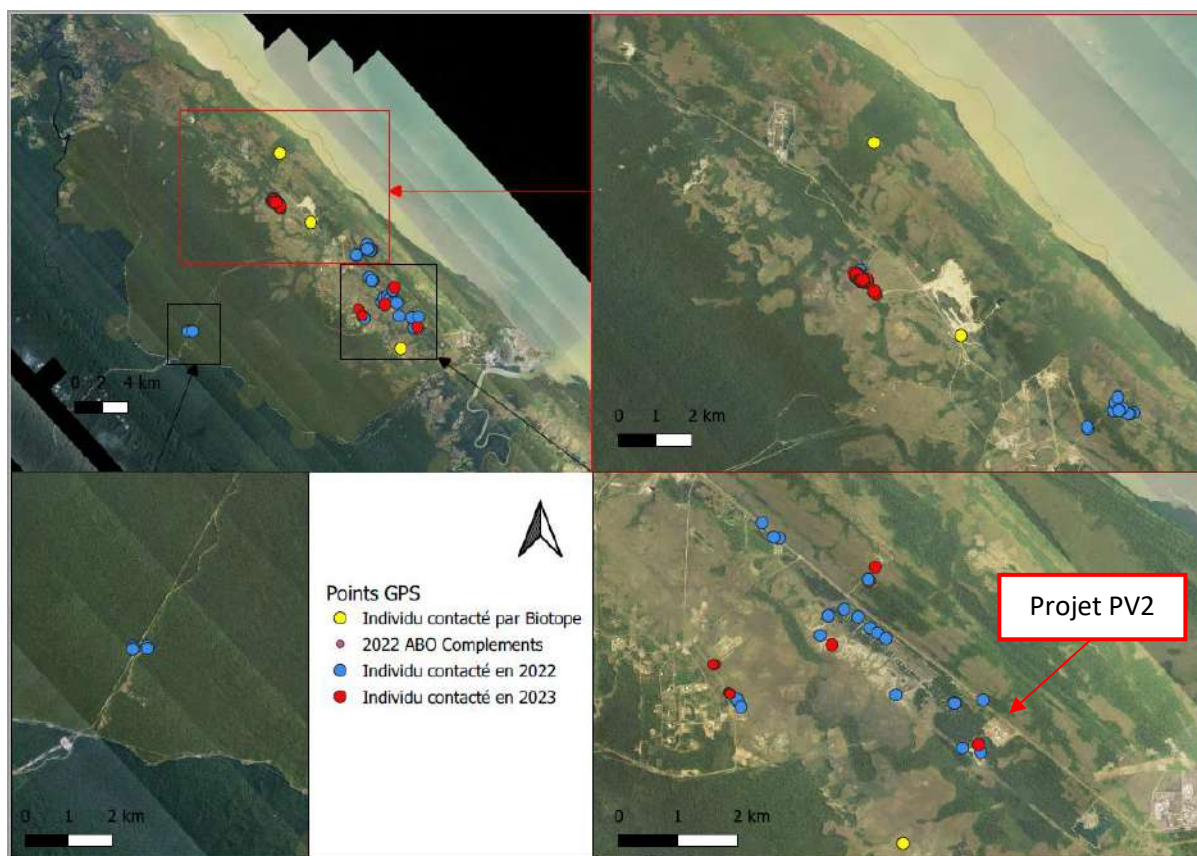 0 2 4 km
0 1 2 km
0 1 2 km
Points GPS
Individu contacté par Biotope
2022 ABO Complements
Individu contacté en 2022
Individu contacté en 2023
Projet PV2
0 1 2 km